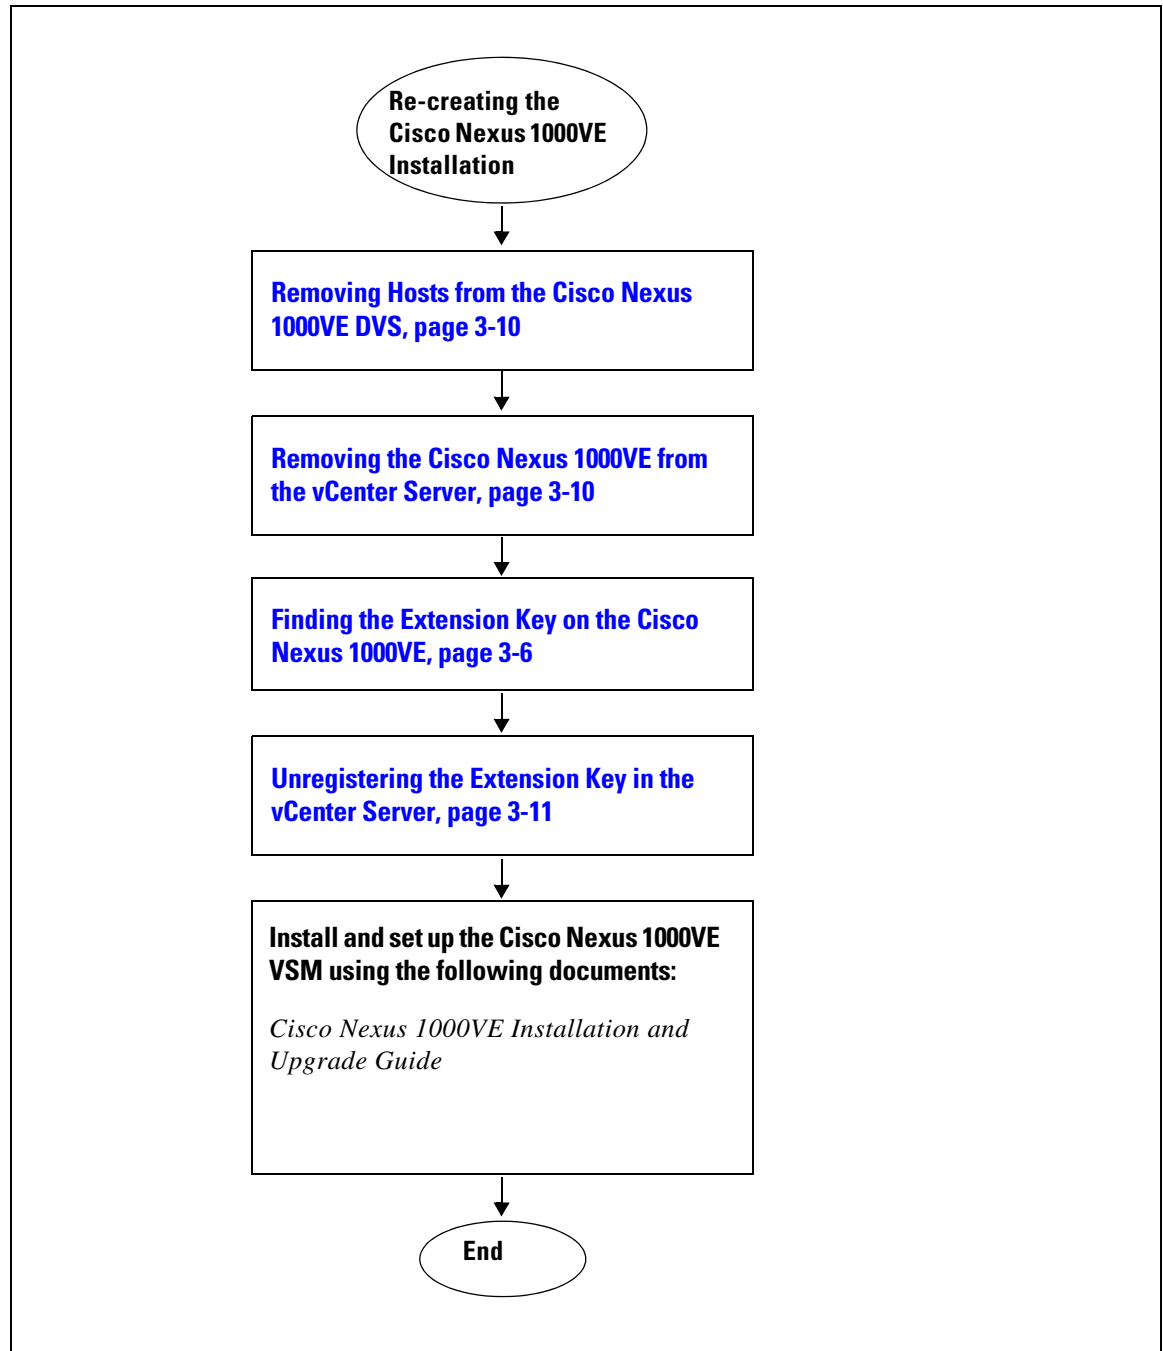 Re-creating the
Cisco Nexus 1000VE
Installation
Removing Hosts from the Cisco Nexus
1000VE DVS, page 3-10
Removing the Cisco Nexus 1000VE from
the vCenter Server, page 3-10
Finding the Extension Key on the Cisco
Nexus 1000VE, page 3-6
Unregistering the Extension Key in the
vCenter Server, page 3-11
Install and set up the Cisco Nexus 1000VE
VSM using the following documents:
Cisco Nexus 1000VE Installation and
Upgrade Guide
End